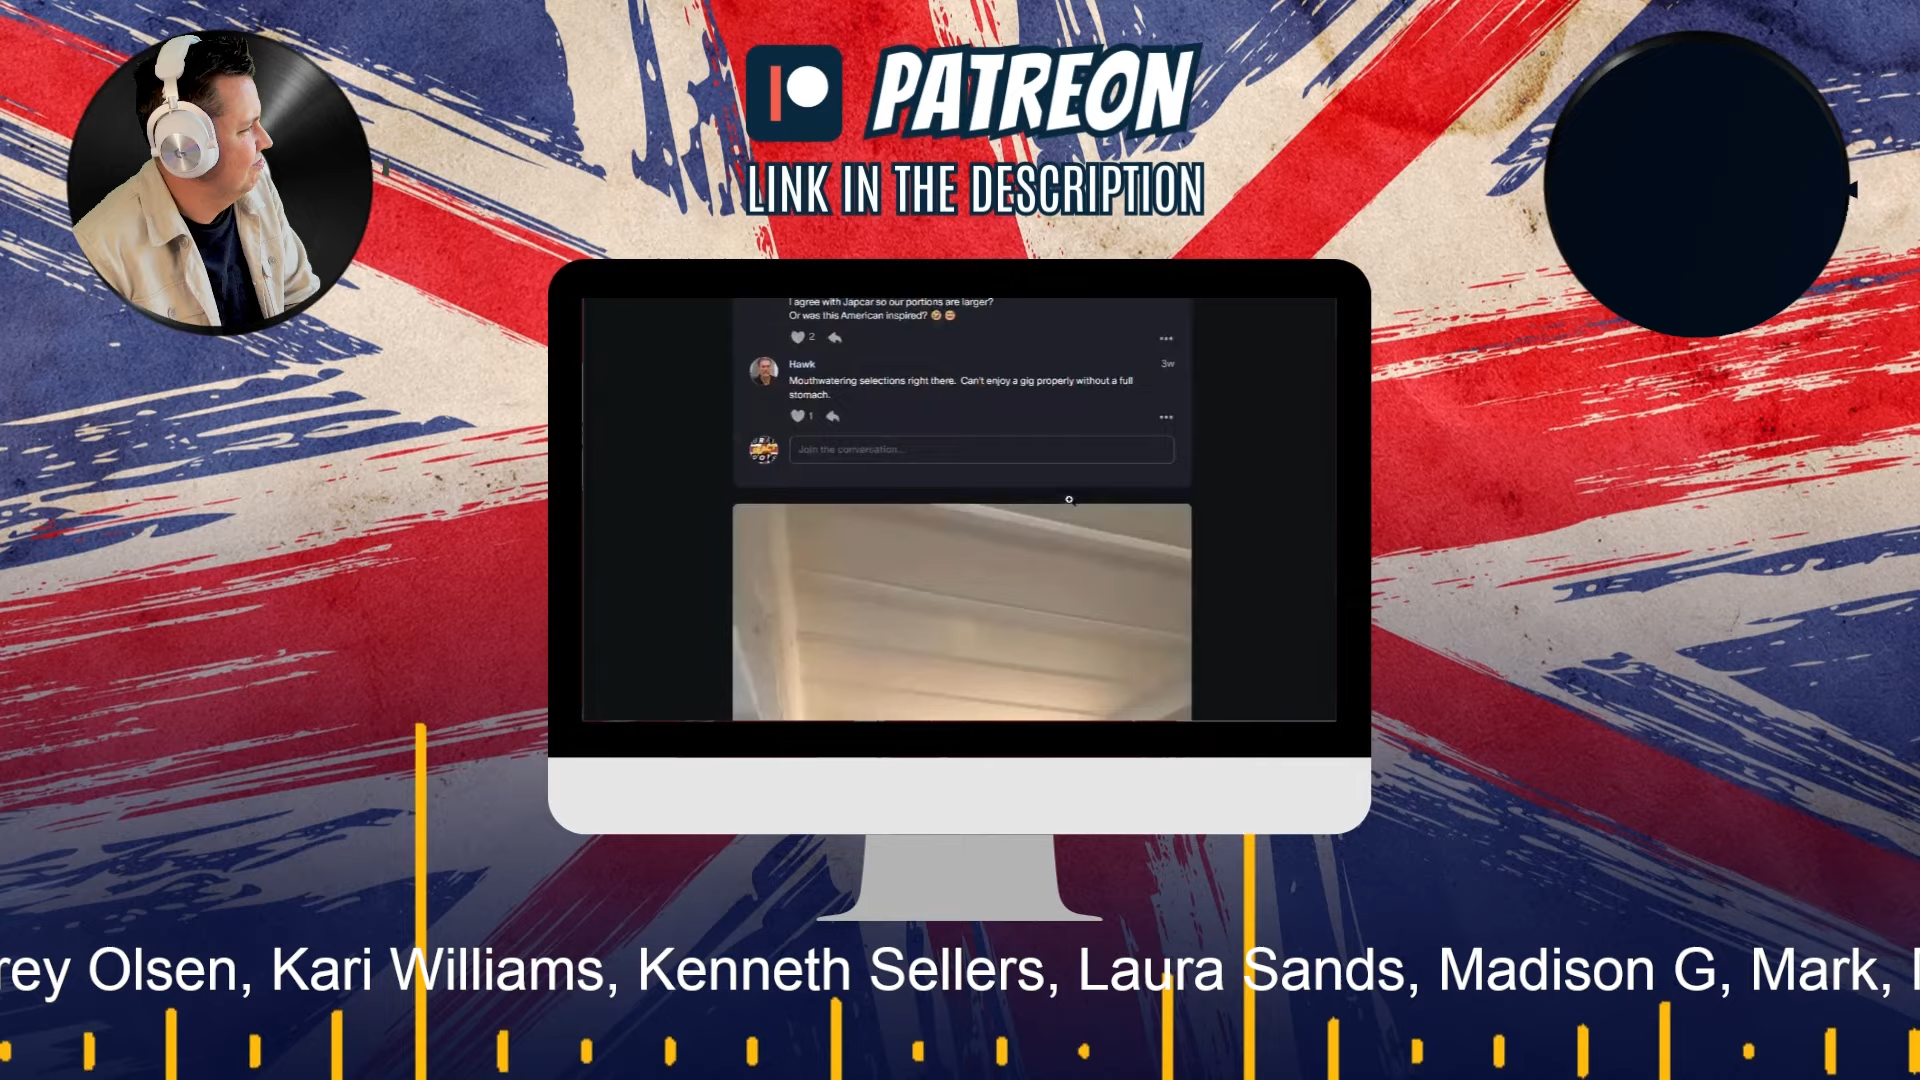 PATREON
LINK IN THE DESCRIPTION
I agree with Japcar so our portions are larger?
Or was this American inspired? 🤣 😄
2
Hawk
3w
Mouthwatering selections right there. Can't enjoy a gig properly without a full
stomach.
1
Join the conversation...
rey Olsen, Kari Williams, Kenneth Sellers, Laura Sands, Madison G, Mark,